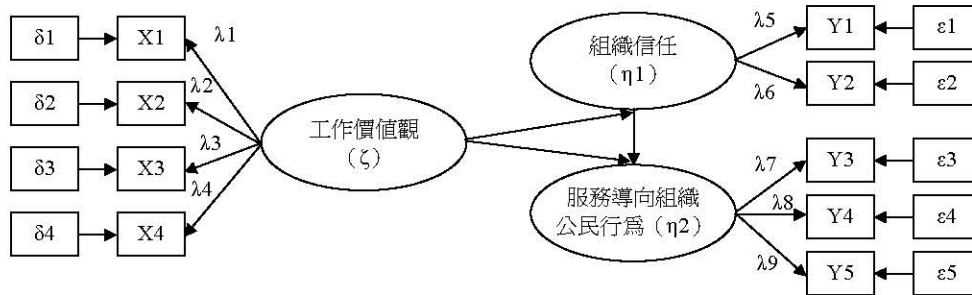 δ1
X1
λ1
δ2
X2
λ2
δ3
X3
λ3
δ4
X4
λ4
工作價值觀
(ζ)
組織信任
(η1)
服務導向組織
公民行爲 (η2)
λ5
Y1
ε1
λ6
Y2
ε2
λ7
Y3
ε3
λ8
Y4
ε4
λ9
Y5
ε5